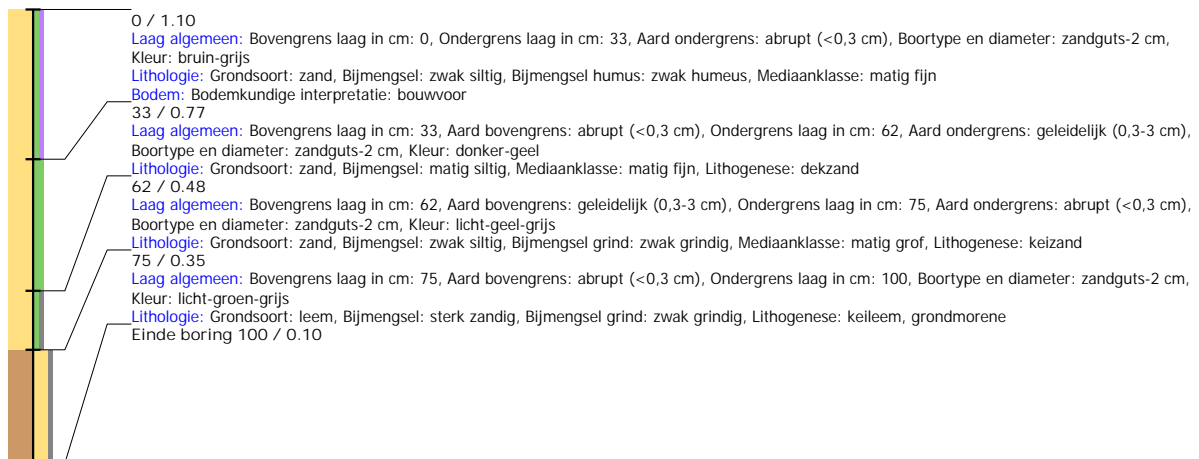 0 / 1.10
Laag algemeen: Bovengrens laag in cm: 0, Ondergrens laag in cm: 33, Aard ondergrens: abrupt (<0,3 cm), Boortype en diameter: zandguts-2 cm,
Kleur: bruin-grijs
Lithologie: Grondsoort: zand, Bijmengsel: zwak siltig, Bijmengsel humus: zwak humeus, Mediaanklasse: matig fijn
Bodem: Bodemkundige interpretatie: bouwvoor
33 / 0.77
Laag algemeen: Bovengrens laag in cm: 33, Aard bovengrens: abrupt (<0,3 cm), Ondergrens laag in cm: 62, Aard ondergrens: geleidelijk (0,3-3 cm),
Boortype en diameter: zandguts-2 cm, Kleur: donker-geel
Lithologie: Grondsoort: zand, Bijmengsel: matig siltig, Mediaanklasse: matig fijn, Lithogenese: dekzand
62 / 0.48
Laag algemeen: Bovengrens laag in cm: 62, Aard bovengrens: geleidelijk (0,3-3 cm), Ondergrens laag in cm: 75, Aard ondergrens: abrupt (<0,3 cm),
Boortype en diameter: zandguts-2 cm, Kleur: licht-geel-grijs
Lithologie: Grondsoort: zand, Bijmengsel: zwak siltig, Bijmengsel grind: zwak grindig, Mediaanklasse: matig grof, Lithogenese: keizand
75 / 0.35
Laag algemeen: Bovengrens laag in cm: 75, Aard bovengrens: abrupt (<0,3 cm), Ondergrens laag in cm: 100, Boortype en diameter: zandguts-2 cm,
Kleur: licht-groen-grijs
Lithologie: Grondsoort: leem, Bijmengsel: sterk zandig, Bijmengsel grind: zwak grindig, Lithogenese: keileem, grondmorene
Einde boring 100 / 0.10